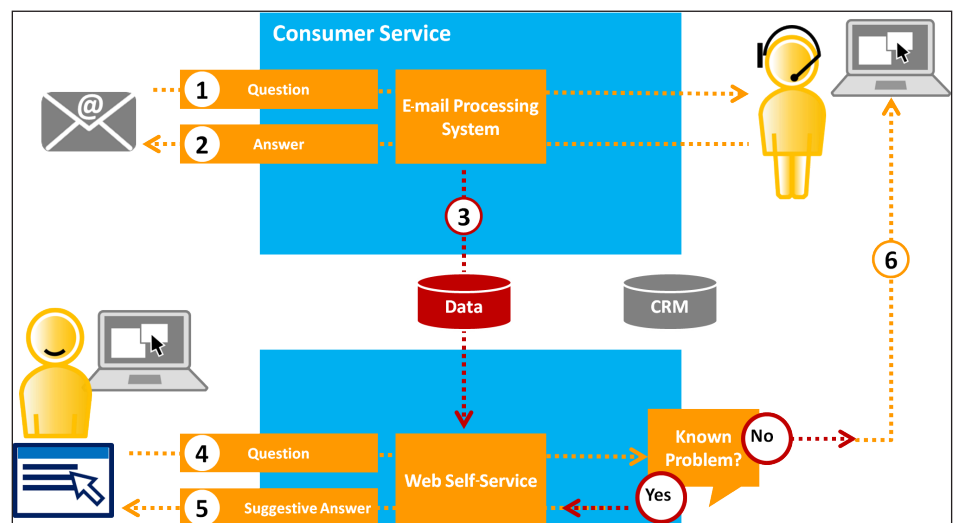 Consumer Service
@
1 Question
E-mail Processing
System
2 Answer
3
6
Data
CRM
Known
Problem?
No
4 Question
Web Self-Service
Yes
5 Suggestive Answer